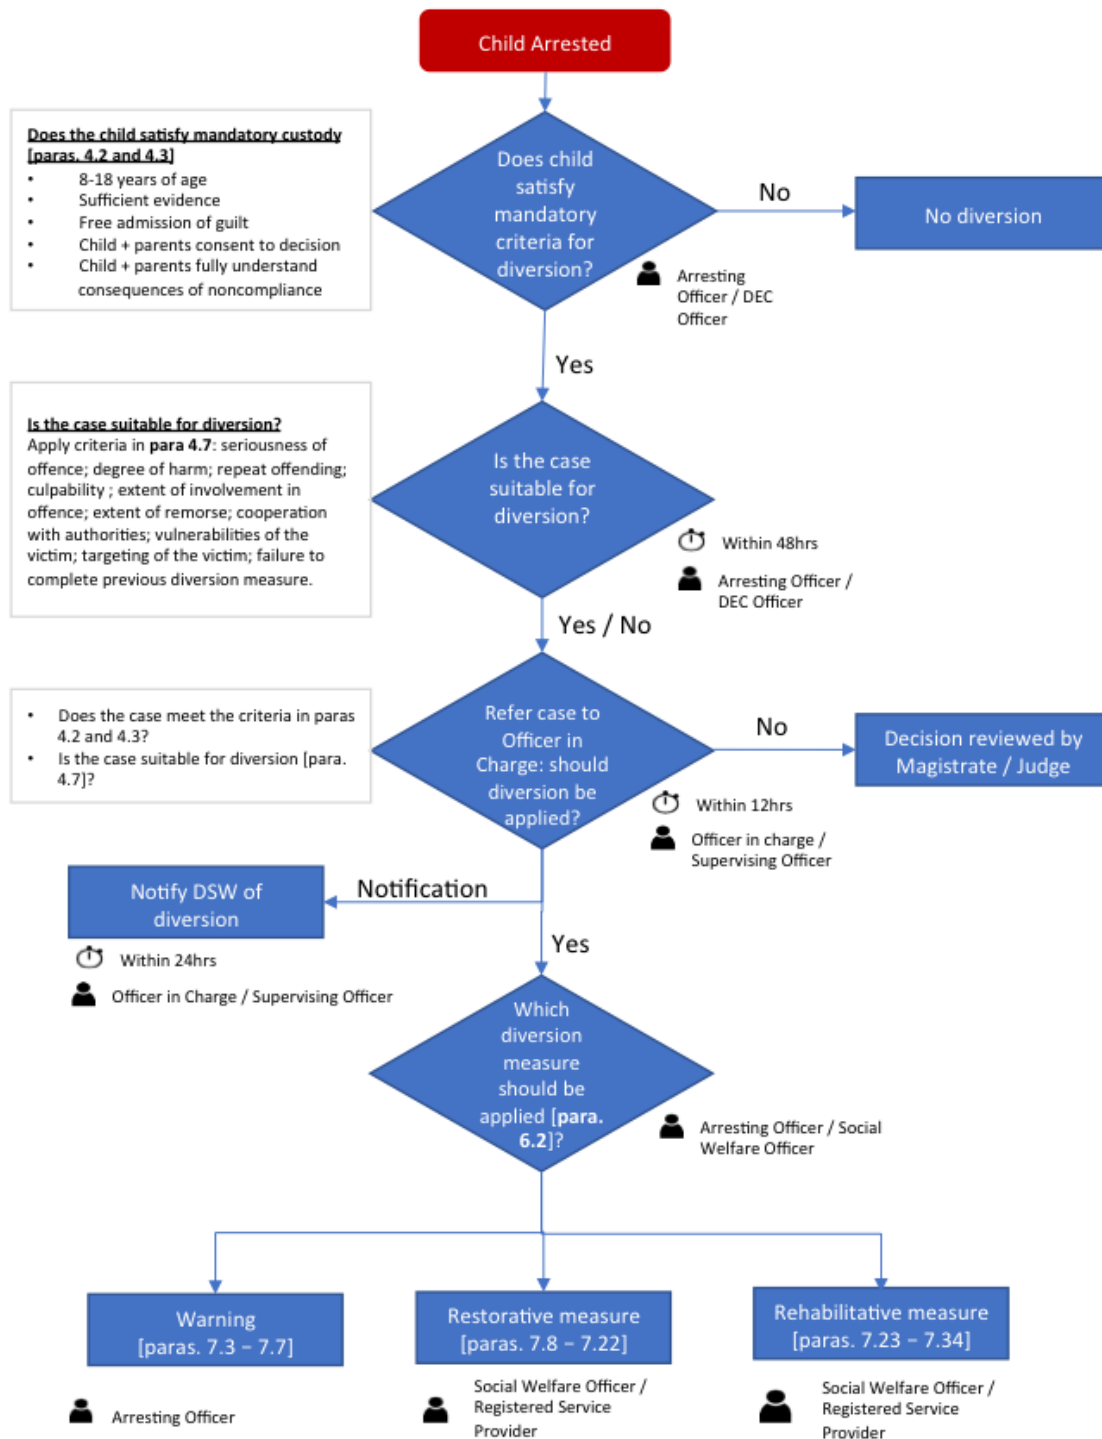 Child Arrested
Does the child satisfy mandatory custody
[paras. 4.2 and 4.3]
• 8-18 years of age
• Sufficient evidence
• Free admission of guilt
• Child + parents consent to decision
• Child + parents fully understand
consequences of noncompliance
Does child
satisfy
mandatory
criteria for
diversion?
No
No diversion
Arresting
Officer / DEC
Officer
Yes
Is the case suitable for diversion?
Apply criteria in para 4.7: seriousness of
offence; degree of harm; repeat offending;
culpability ; extent of involvement in
offence; extent of remorse; cooperation
with authorities; vulnerabilities of the
victim; targeting of the victim; failure to
complete previous diversion measure.
Is the case
suitable for
diversion?
Within 48hrs
Arresting Officer /
DEC Officer
Yes / No
• Does the case meet the criteria in paras
4.2 and 4.3?
• Is the case suitable for diversion [para.
4.7]?
Refer case to
Officer in
Charge: should
diversion be
applied?
No
Decision reviewed by
Magistrate / Judge
Within 12hrs
Officer in charge /
Supervising Officer
Notification
Notify DSW of
diversion
Within 24hrs
Officer in Charge / Supervising Officer
Yes
Which
diversion
measure
should be
applied [para.
6.2]?
Arresting Officer / Social
Welfare Officer
Warning
[paras. 7.3 – 7.7]
Arresting Officer
Restorative measure
[paras. 7.8 – 7.22]
Social Welfare Officer /
Registered Service
Provider
Rehabilitative measure
[paras. 7.23 – 7.34]
Social Welfare Officer /
Registered Service
Provider